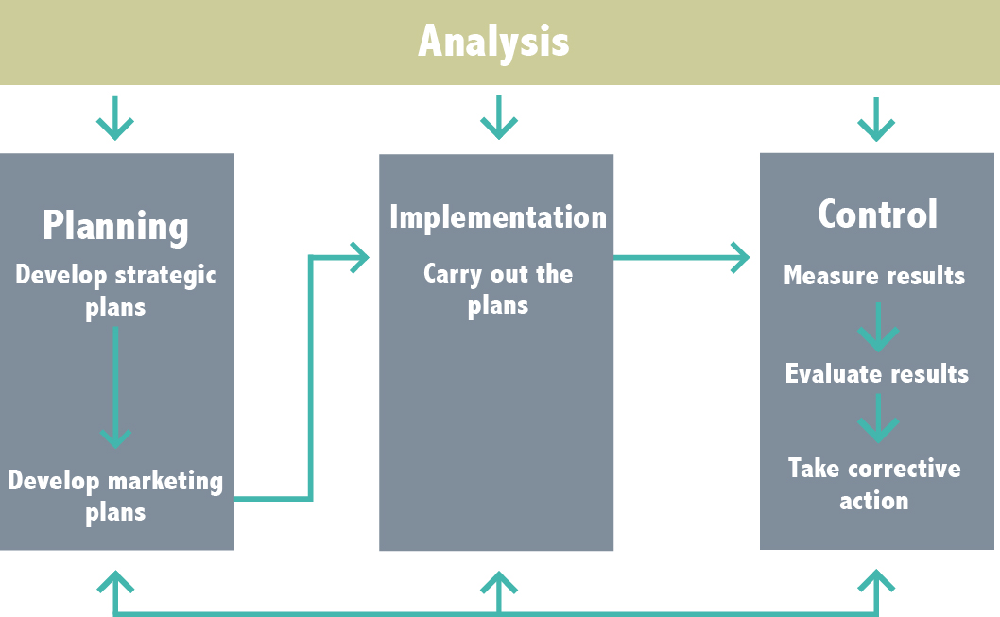 Analysis
Planning
Develop strategic
plans
Develop marketing
plans
Implementation
Carry out the
plans
Control
Measure results
Evaluate results
Take corrective
action